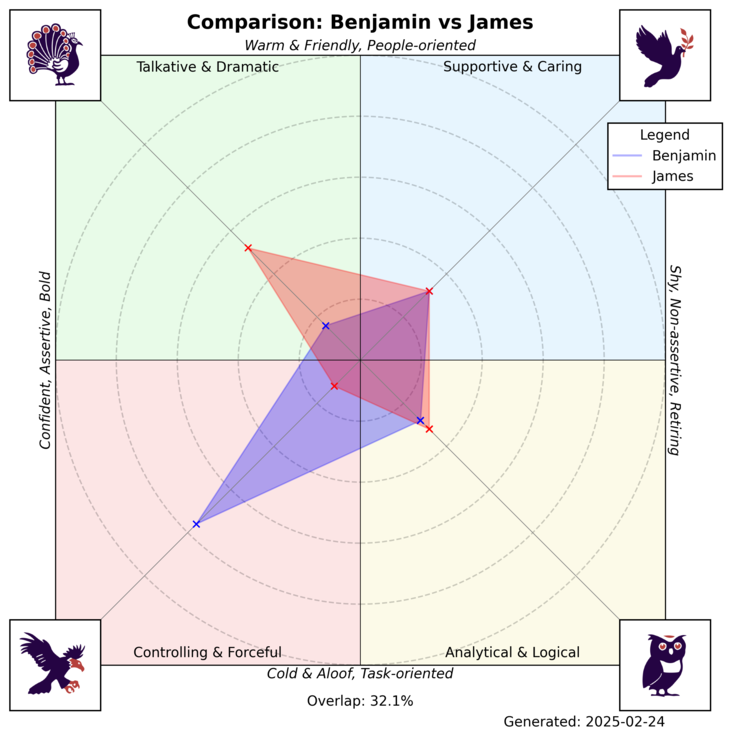 Comparison: Benjamin vs James
Warm & Friendly, People-oriented
Talkative & Dramatic
Supportive & Caring
Legend
Benjamin
James
Confident, Assertive, Bold
Shy, Non-assertive, Retiring
Controlling & Forceful
Analytical & Logical
Cold & Aloof, Task-oriented
Overlap: 32.1%
Generated: 2025-02-24